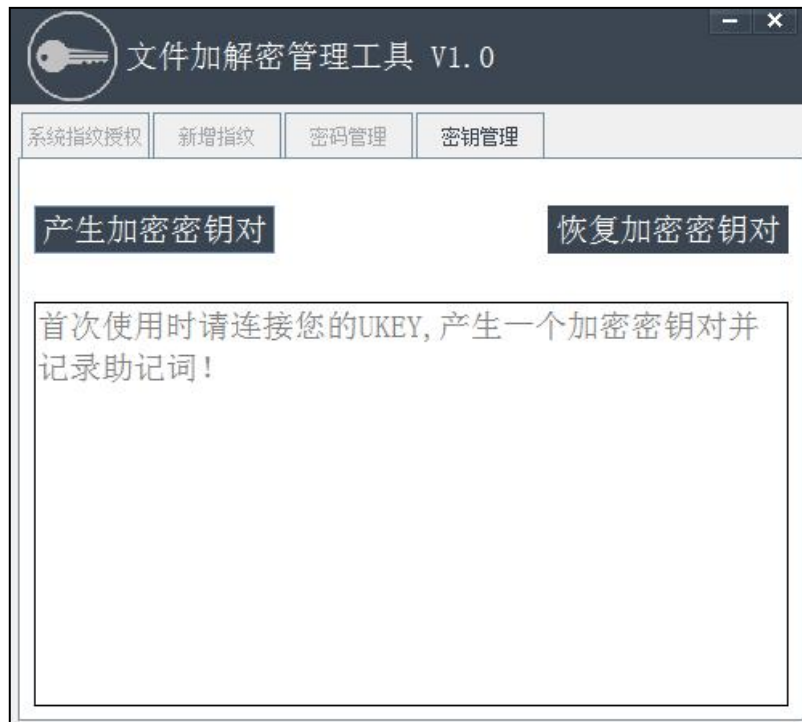 文件加解密管理工具 V1.0
系统指纹授权 新增指纹 密码管理 密钥管理
产生加密密钥对 恢复加密密钥对
首次使用时请连接您的UKEY,产生一个加密密钥对并
记录助记词!